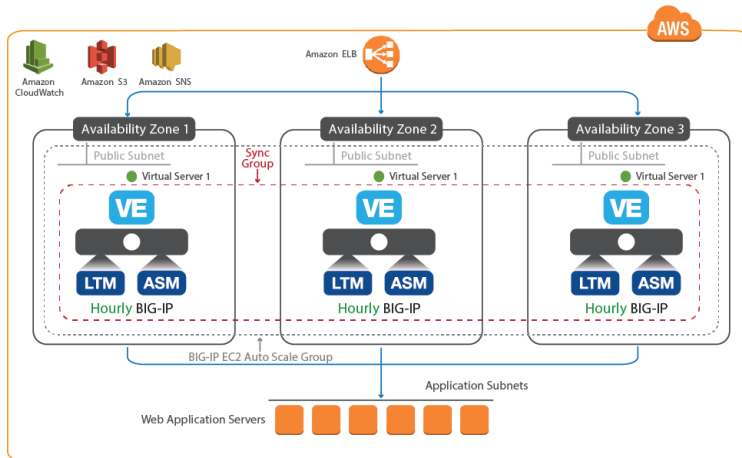 AWS
Amazon
CloudWatch
Amazon S3
Amazon SNS
Amazon ELB
Availability Zone 1
Availability Zone 2
Availability Zone 3
Public Subnet
Sync
Group
Public Subnet
Public Subnet
Virtual Server 1
Virtual Server 1
Virtual Server 1
VE
VE
VE
LTM
ASM
LTM
ASM
LTM
ASM
Hourly BIG-IP
Hourly BIG-IP
Hourly BIG-IP
BIG-IP EC2 Auto Scale Group
Application Subnets
Web Application Servers